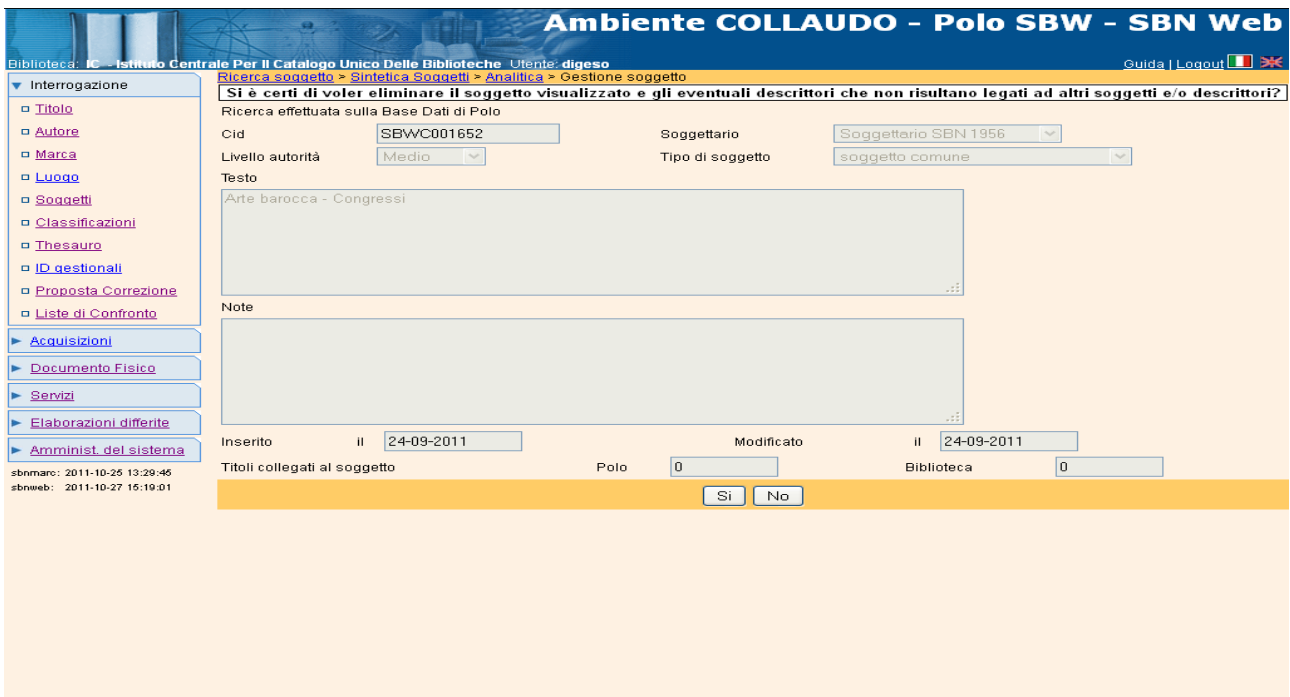 Ambiente COLLAUDO - Polo SBW - SBN Web
Biblioteca: IC - Istituto Centrale Per Il Catalogo Unico Delle Biblioteche Utente: digeso
Guida | Logout
Interrogazione
Titolo
Autore
Marca
Luogo
Soggetti
Classificazioni
Thesauro
ID gestionali
Proposta Correzione
Liste di Confronto
Acquisizioni
Documento Fisico
Servizi
Elaborazioni differite
Amminist. del sistema
sbnmarc: 2011-10-25 13:29:45
sbnweb: 2011-10-27 15:19:01
Ricerca soggetto > Sintetica Soggetti > Analitica > Gestione soggetto
Si è certi di voler eliminare il soggetto visualizzato e gli eventuali descrittori che non risultano legati ad altri soggetti e/o descrittori?
Ricerca effettuata sulla Base Dati di Polo
Cid SBWC001652 Soggettario Soggettario SBN 1956
Livello autorità Medio Tipo di soggetto soggetto comune
Testo
Arte barocca - Congressi
Note
Inserito il 24-09-2011 Modificato il 24-09-2011
Titoli collegati al soggetto Polo 0 Biblioteca 0
Si No